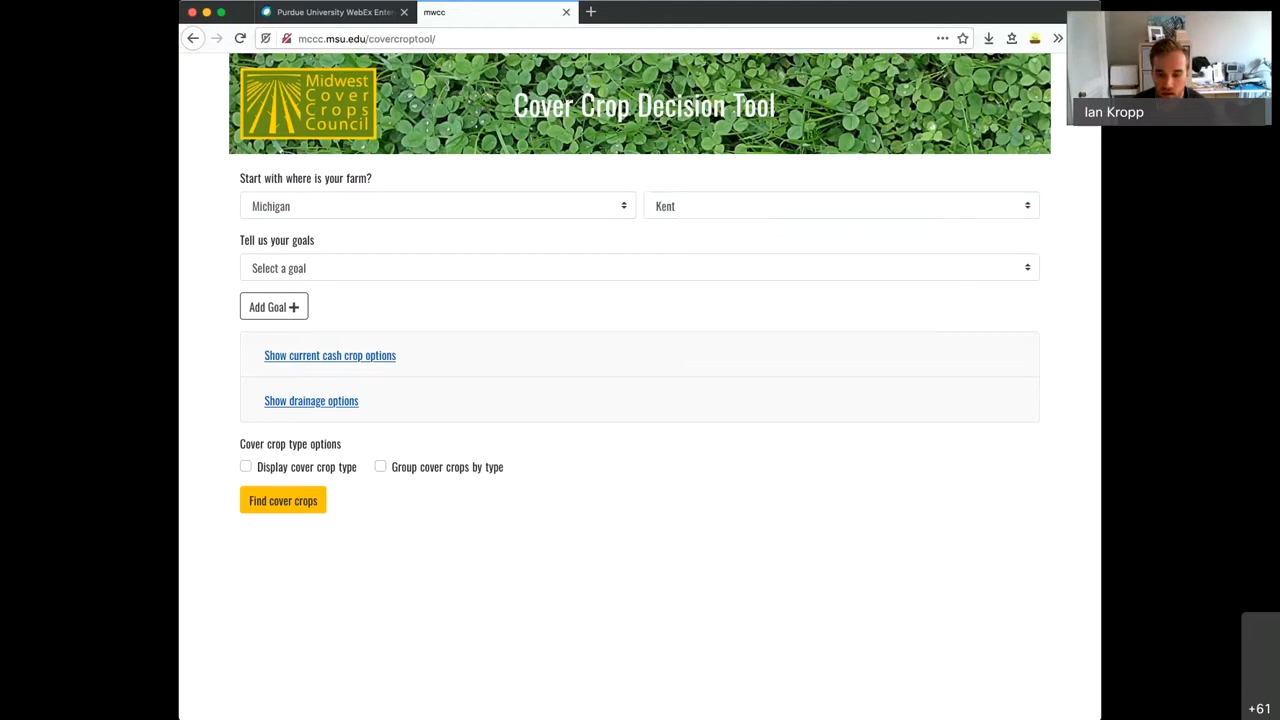 Purdue University WebEx Enter
mwcc
mccc.msu.edu/covercroptool/
Ian Kropp
Midwest
Cover
Crops
Council
Cover Crop Decision Tool
Start with where is your farm?
Michigan
Kent
Tell us your goals
Select a goal
Add Goal +
Show current cash crop options
Show drainage options
Cover crop type options
Display cover crop type
Group cover crops by type
Find cover crops
+61